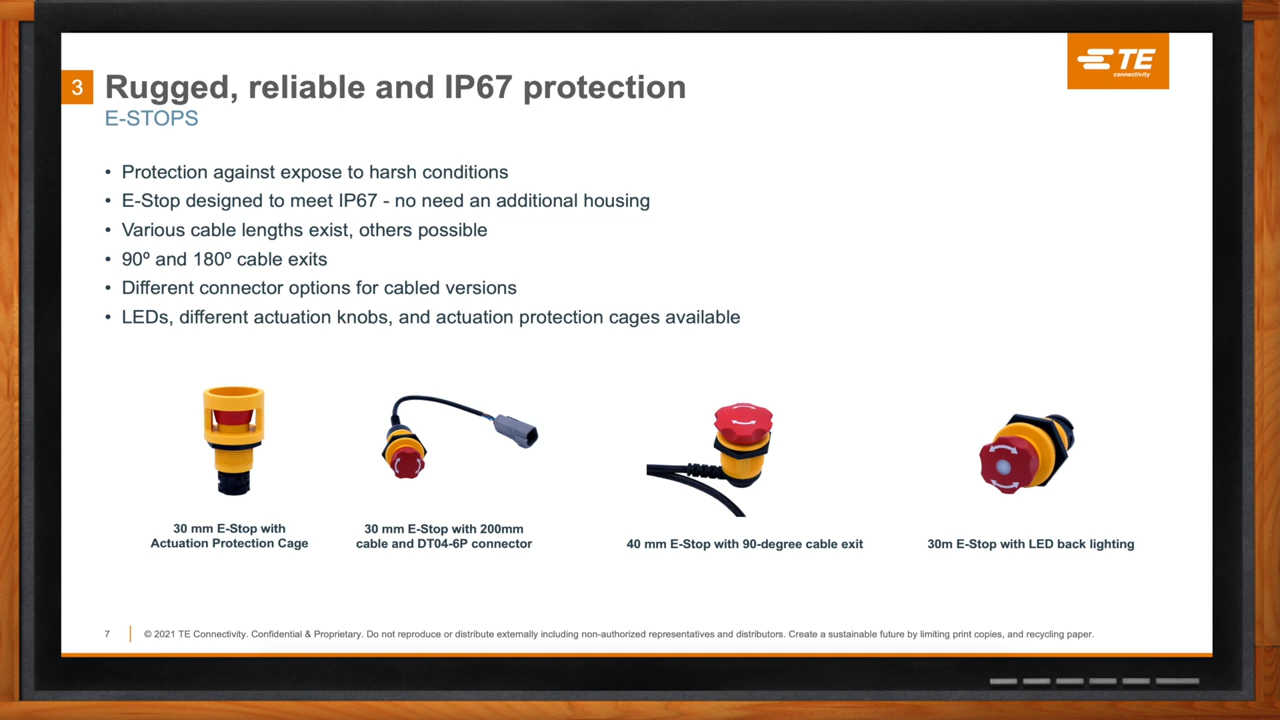 TE
connectivity
3
Rugged, reliable and IP67 protection
E-STOPS
• Protection against expose to harsh conditions
• E-Stop designed to meet IP67 - no need an additional housing
• Various cable lengths exist, others possible
• 90º and 180º cable exits
• Different connector options for cabled versions
• LEDs, different actuation knobs, and actuation protection cages available
30 mm E-Stop with
Actuation Protection Cage
30 mm E-Stop with 200mm
cable and DT04-6P connector
40 mm E-Stop with 90-degree cable exit
30m E-Stop with LED back lighting
7
© 2021 TE Connectivity. Confidential & Proprietary. Do not reproduce or distribute externally including non-authorized representatives and distributors. Create a sustainable future by limiting print copies, and recycling paper.